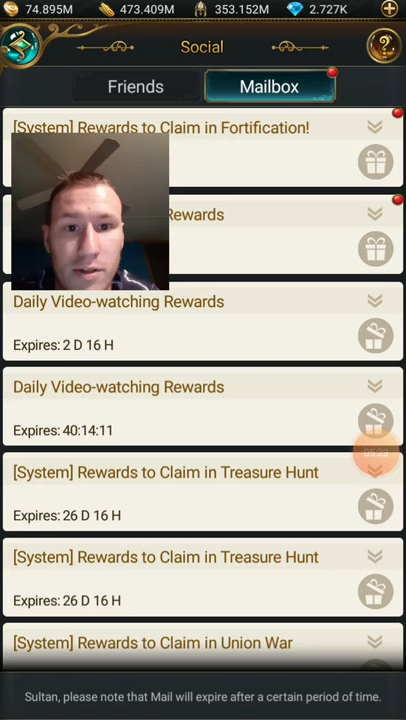 74.895M 473.409M 353.152M 2.727K
Social
Friends Mailbox
[System] Rewards to Claim in Fortification!
Rewards
Daily Video-watching Rewards
Expires: 2 D 16 H
Daily Video-watching Rewards
Expires: 40:14:11
05:23
[System] Rewards to Claim in Treasure Hunt
Expires: 26 D 16 H
[System] Rewards to Claim in Treasure Hunt
Expires: 26 D 16 H
[System] Rewards to Claim in Union War
Sultan, please note that Mail will expire after a certain period of time.